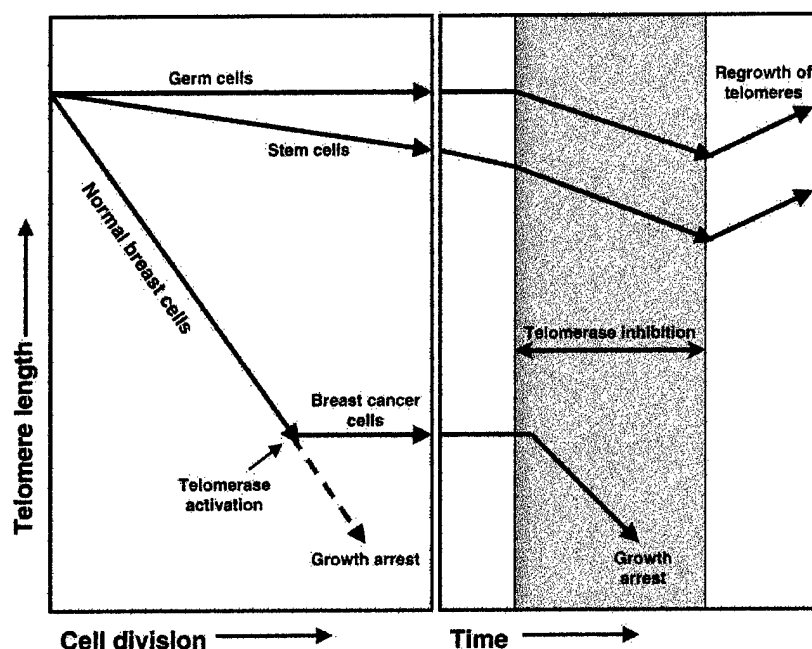 Germ cells
Stem cells
Normal breast cells
Breast cancer
cells
Telomerase
activation
Growth arrest
Regrowth of
telomeres
Telomerase inhibition
Growth
arrest
Telomere length
Cell division
Time